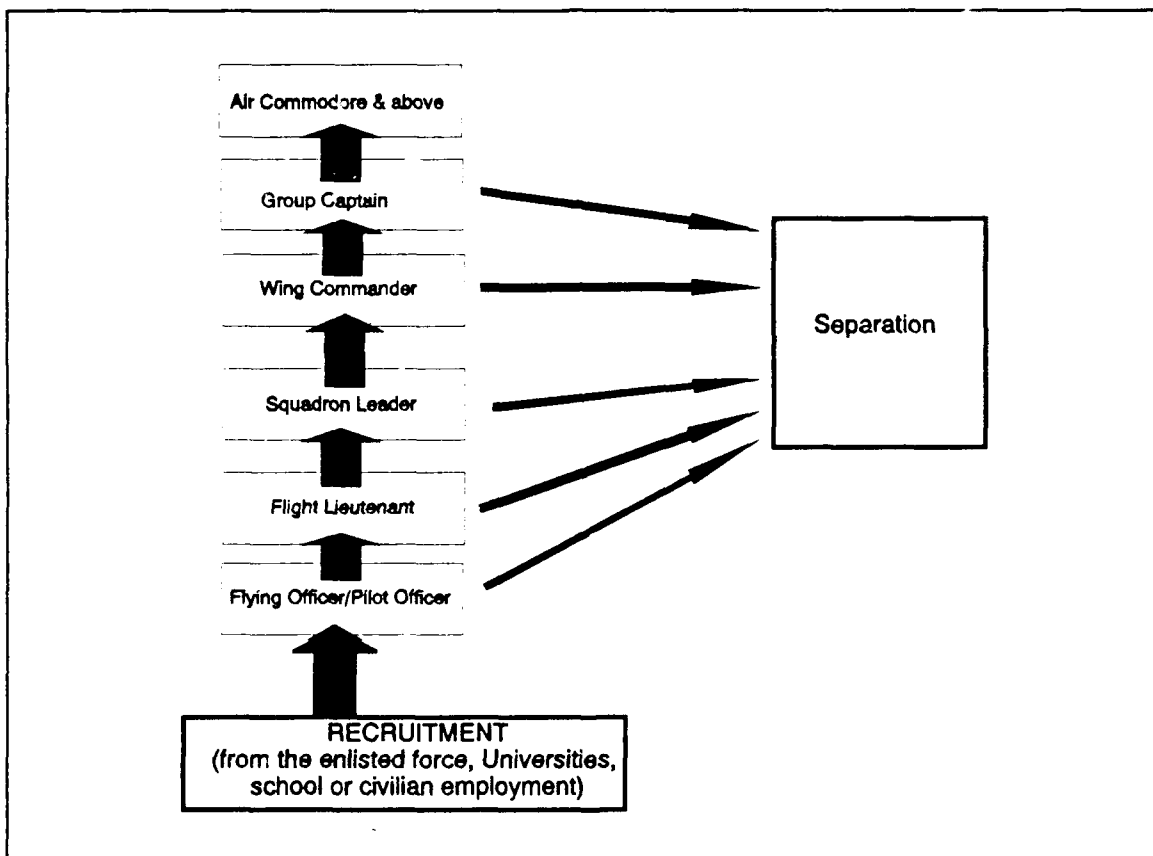 Air Commodore & above
Group Captain
Wing Commander
Squadron Leader
Flight Lieutenant
Flying Officer/Pilot Officer
Separation
RECRUITMENT
(from the enlisted force, Universities,
school or civilian employment)